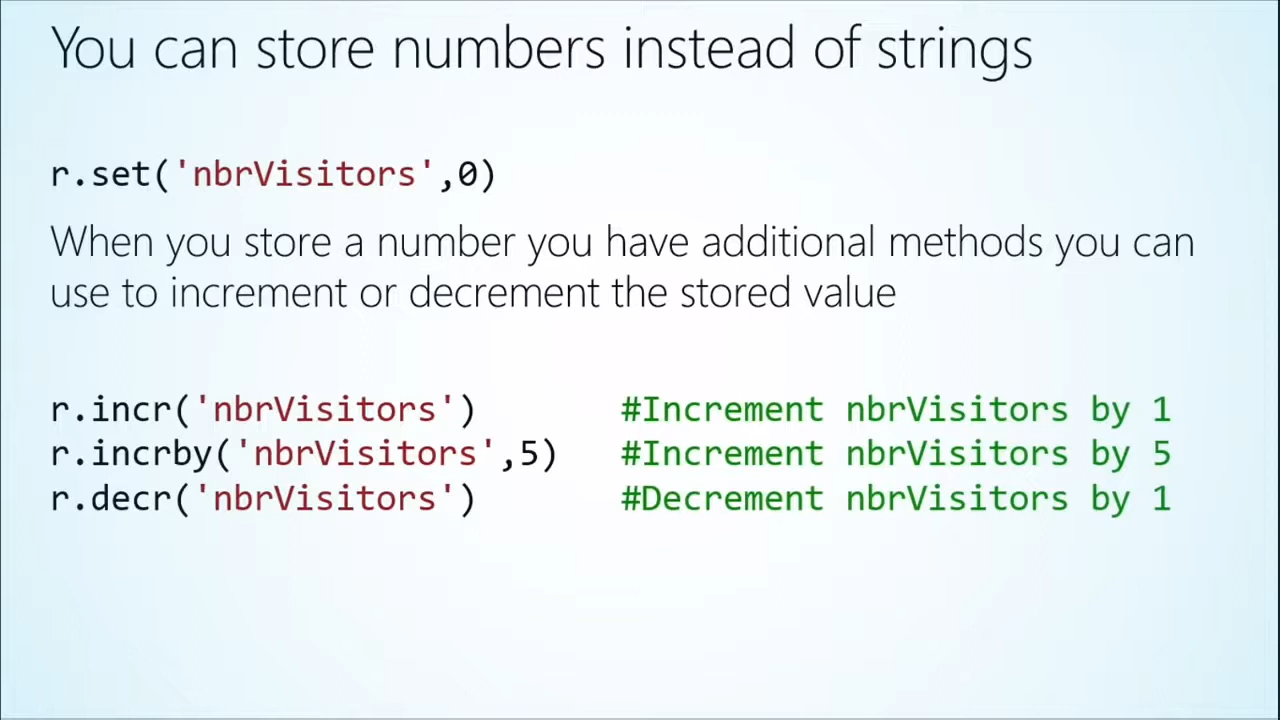 You can store numbers instead of strings
r.set('nbrVisitors',0)
When you store a number you have additional methods you can
use to increment or decrement the stored value
r.incr('nbrVisitors') #Increment nbrVisitors by 1
r.incrby('nbrVisitors',5) #Increment nbrVisitors by 5
r.decr('nbrVisitors') #Decrement nbrVisitors by 1